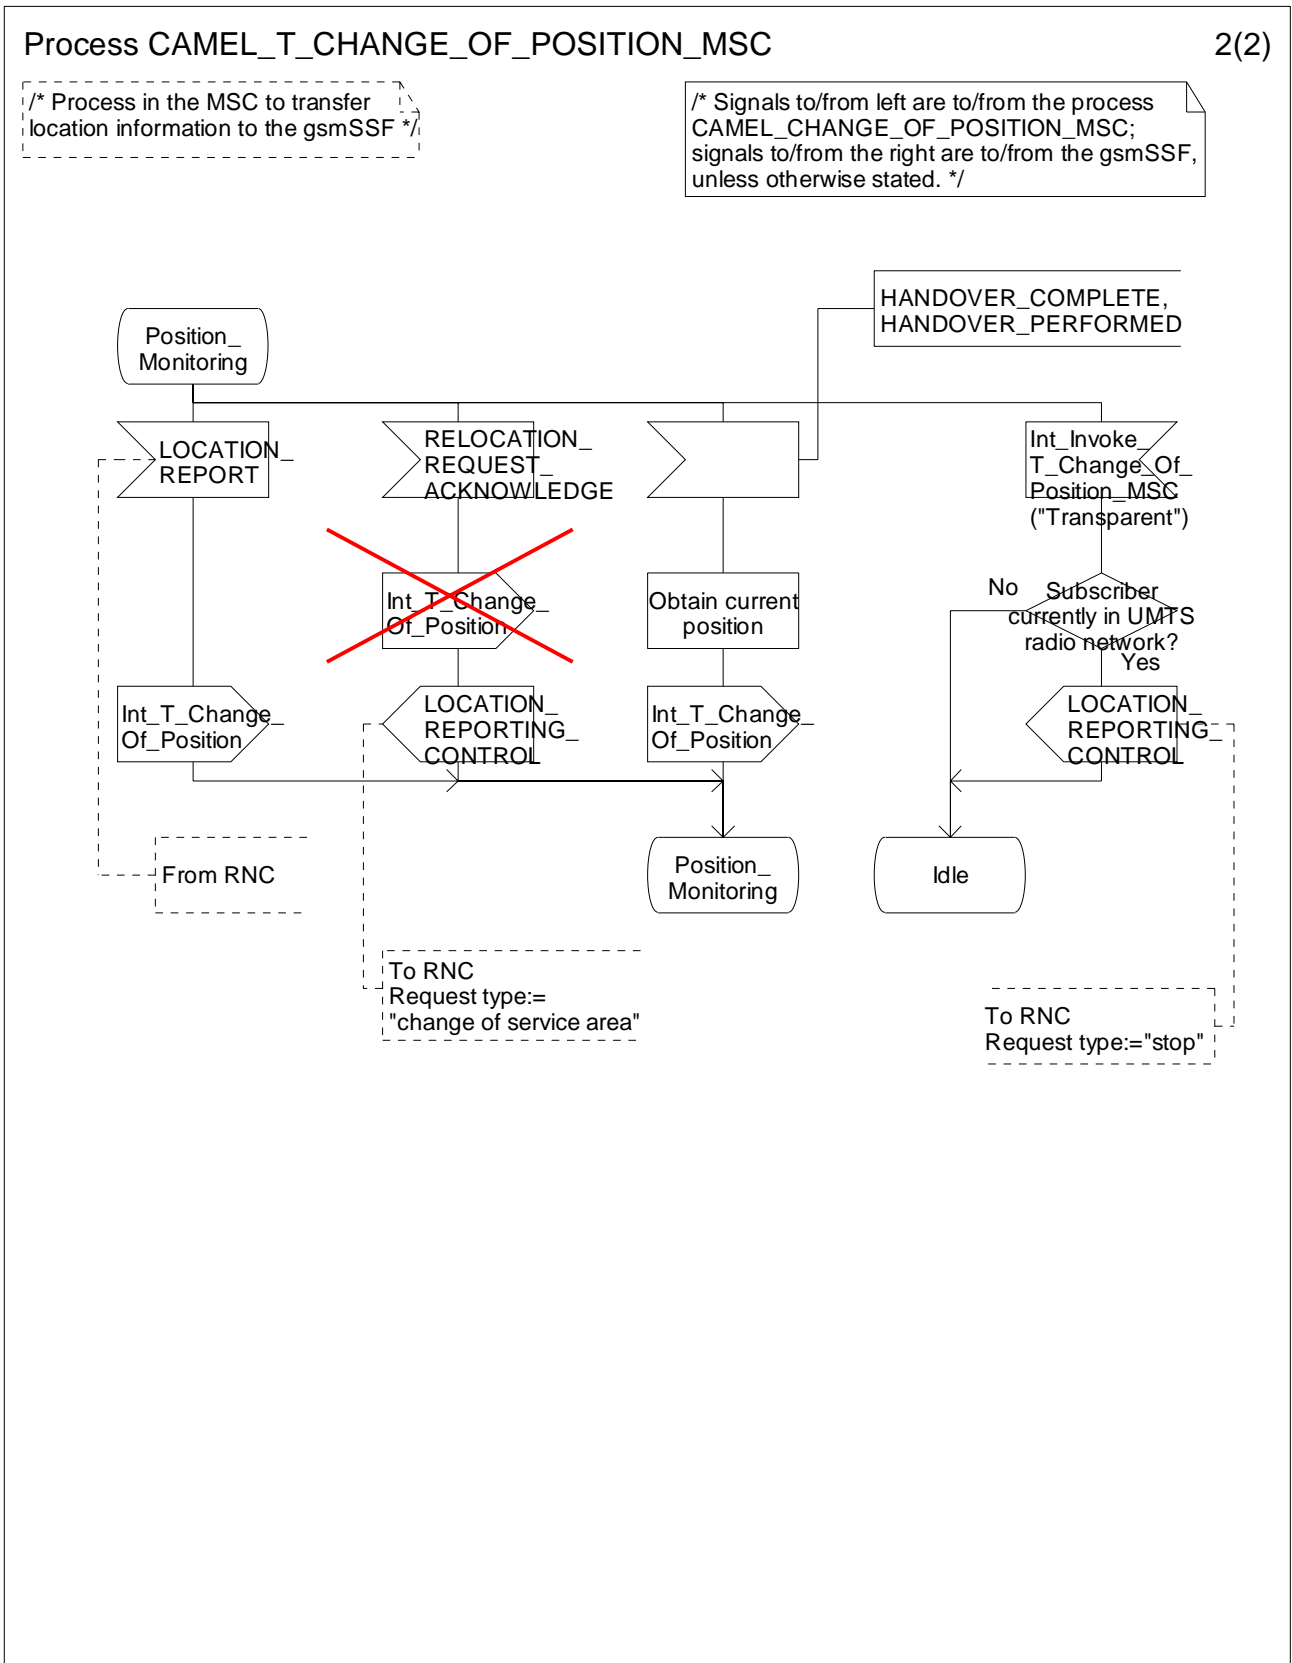 Process CAMEL_T_CHANGE_OF_POSITION_MSC
2(2)
/* Process in the MSC to transfer
location information to the gsmSSF */
/* Signals to/from left are to/from the process
CAMEL_CHANGE_OF_POSITION_MSC;
signals to/from the right are to/from the gsmSSF,
unless otherwise stated. */
HANDOVER_COMPLETE,
HANDOVER_PERFORMED
Position_
Monitoring
LOCATION_
REPORT
RELOCATION_
REQUEST_
ACKNOWLEDGE
Int_Invoke_
T_Change_Of_
Position_MSC
("Transparent")
Int_T_Change_
Of_Position
Obtain current
position
No
Subscriber
currently in UMTS
radio network?
Yes
Int_T_Change_
Of_Position
LOCATION_
REPORTING_
CONTROL
Int_T_Change_
Of_Position
LOCATION_
REPORTING_
CONTROL
From RNC
Position_
Monitoring
Idle
To RNC
Request type:=
"change of service area"
To RNC
Request type:="stop"